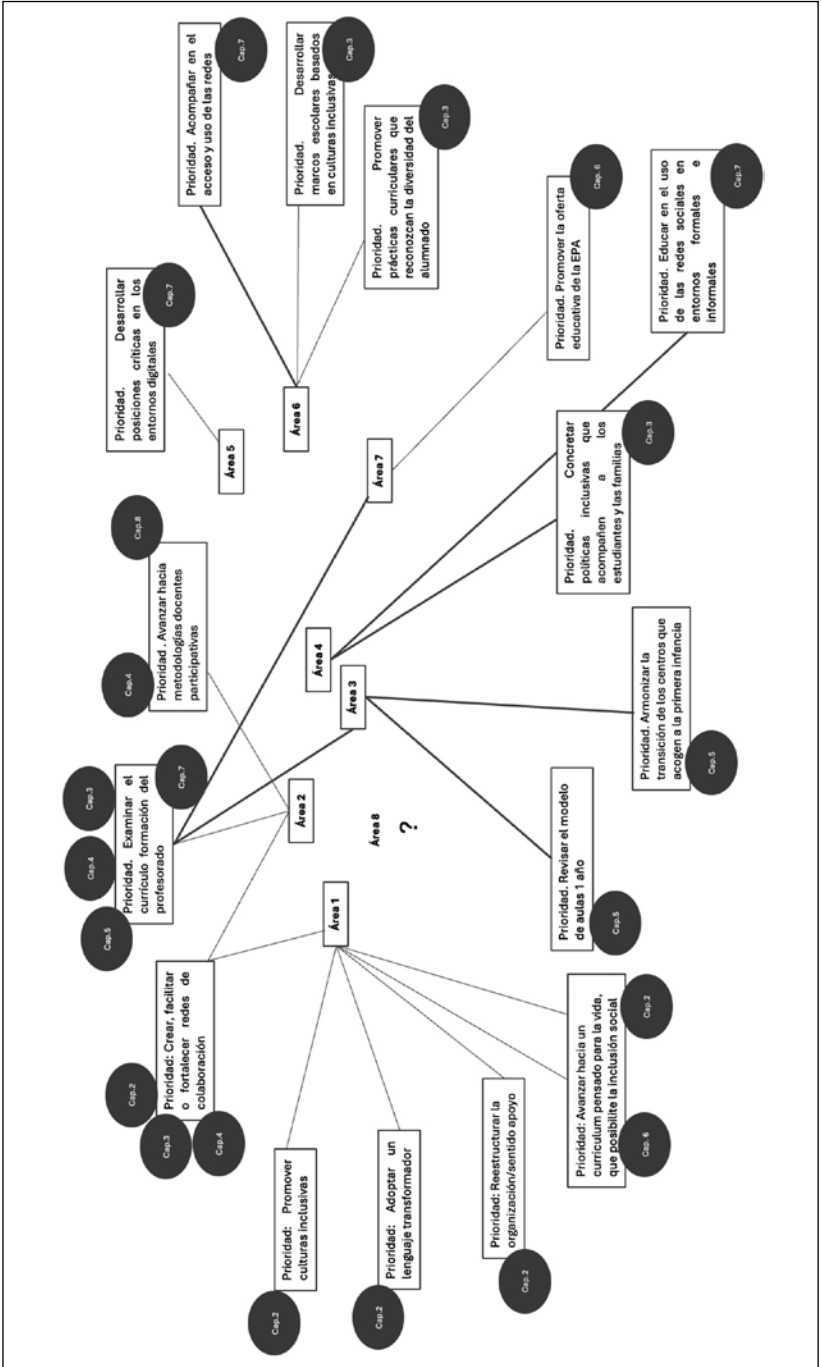 Prioridad. Acompañar en el
acceso y uso de las redes
Cap.7
Prioridad. Desarrollar
marcos escolares basados
en culturas inclusivas
Cap.3
Prioridad. Promover
prácticas curriculares que
reconozcan la diversidad del
alumnado
Cap.3
Prioridad. Desarrollar
posiciones críticas en los
entornos digitales
Cap.7
Área 5
Área 6
Área 7
Prioridad. Promover la oferta
educativa de la EPA
Cap. 6
Prioridad. Educar en el uso
de las redes sociales en
entornos formales e
informales
Cap.7
Prioridad. Concretar
políticas inclusivas que
acompañen a los
estudiantes y las familias
Cap.3
Cap.8
Cap.4
Prioridad . Avanzar hacia
metodologías docentes
participativas
Área 4
Área 3
Área 2
Área 8
?
Área 1
Cap.3
Cap.7
Cap.4
Cap.5
Prioridad. Examinar el
currículo formación del
profesorado
Prioridad. Armonizar la
transición de los centros que
acogen a la primera infancia
Cap.5
Prioridad. Revisar el modelo
de aulas 1 año
Cap.5
Prioridad: Crear, facilitar
o fortalecer redes de
colaboración
Cap.2
Cap.3
Cap.4
Prioridad: Promover
culturas inclusivas
Cap.2
Prioridad: Adoptar un
lenguaje transformador
Cap.2
Prioridad: Reestructurar la
organización/sentido apoyo
Cap.2
Prioridad: Avanzar hacia un
curriculum pensado para la vida,
que posibilite la inclusión social
Cap.2
Cap. 6